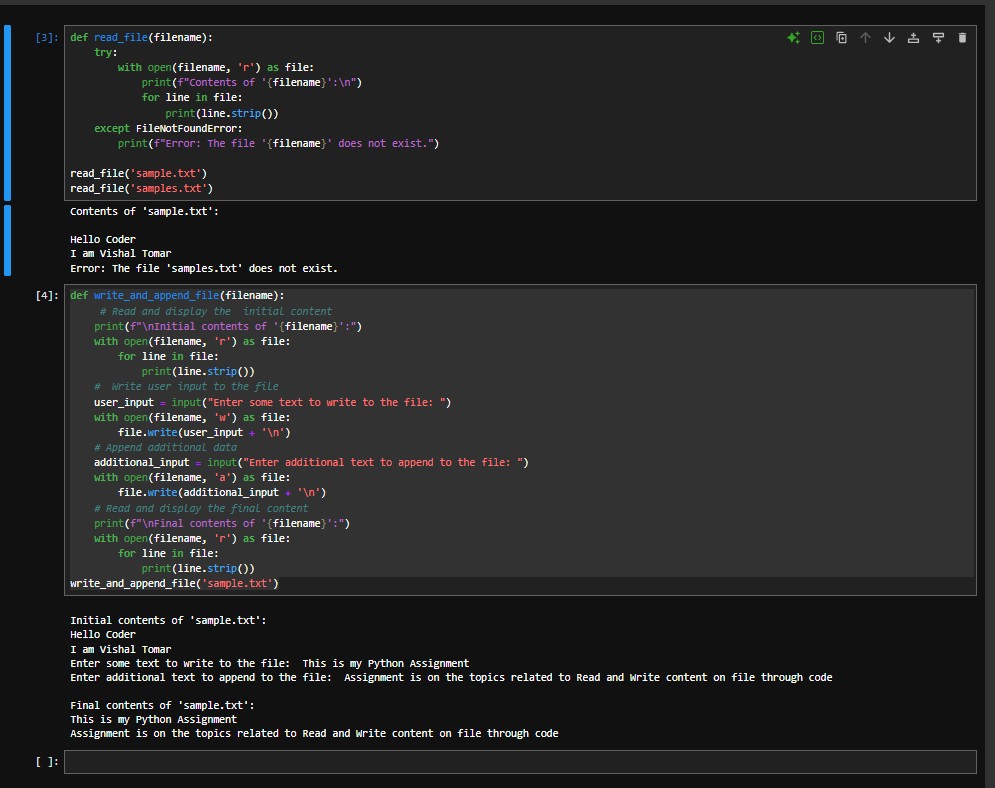 [3]: def read_file(filename):
    try:
        with open(filename, 'r') as file:
            print(f"Contents of '{filename}':\n")
            for line in file:
                print(line.strip())
    except FileNotFoundError:
        print(f"Error: The file '{filename}' does not exist.")

read_file('sample.txt')
read_file('samples.txt')
Contents of 'sample.txt':

Hello Coder
I am Vishal Tomar
Error: The file 'samples.txt' does not exist.
[4]: def write_and_append_file(filename):
     # Read and display the  initial content
    print(f"\nInitial contents of '{filename}':")
    with open(filename, 'r') as file:
        for line in file:
            print(line.strip())
    #  Write user input to the file
    user_input = input("Enter some text to write to the file: ")
    with open(filename, 'w') as file:
        file.write(user_input + '\n')
    # Append additional data
    additional_input = input("Enter additional text to append to the file: ")
    with open(filename, 'a') as file:
        file.write(additional_input + '\n')
    # Read and display the final content
    print(f"\nFinal contents of '{filename}':")
    with open(filename, 'r') as file:
        for line in file:
            print(line.strip())
write_and_append_file('sample.txt')

Initial contents of 'sample.txt':
Hello Coder
I am Vishal Tomar
Enter some text to write to the file:  This is my Python Assignment
Enter additional text to append to the file:  Assignment is on the topics related to Read and Write content on file through code

Final contents of 'sample.txt':
This is my Python Assignment
Assignment is on the topics related to Read and Write content on file through code
[ ]: